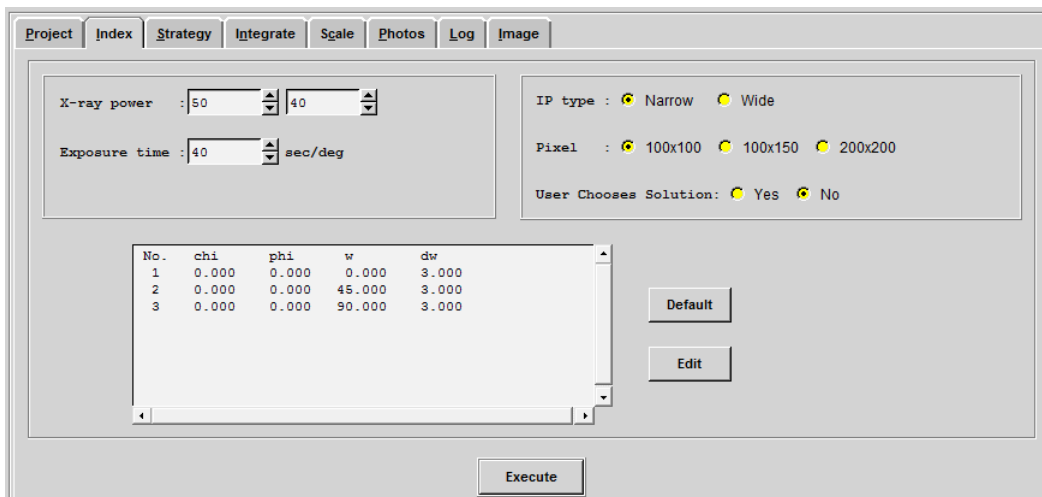 Project Index Strategy Integrate Scale Photos Log Image
X-ray power : 50 40
Exposure time : 40 sec/deg
IP type : Narrow Wide
Pixel : 100x100 100x150 200x200
User Chooses Solution: Yes No
No. chi phi w dw
1 0.000 0.000 0.000 3.000
2 0.000 0.000 45.000 3.000
3 0.000 0.000 90.000 3.000
Default
Edit
Execute